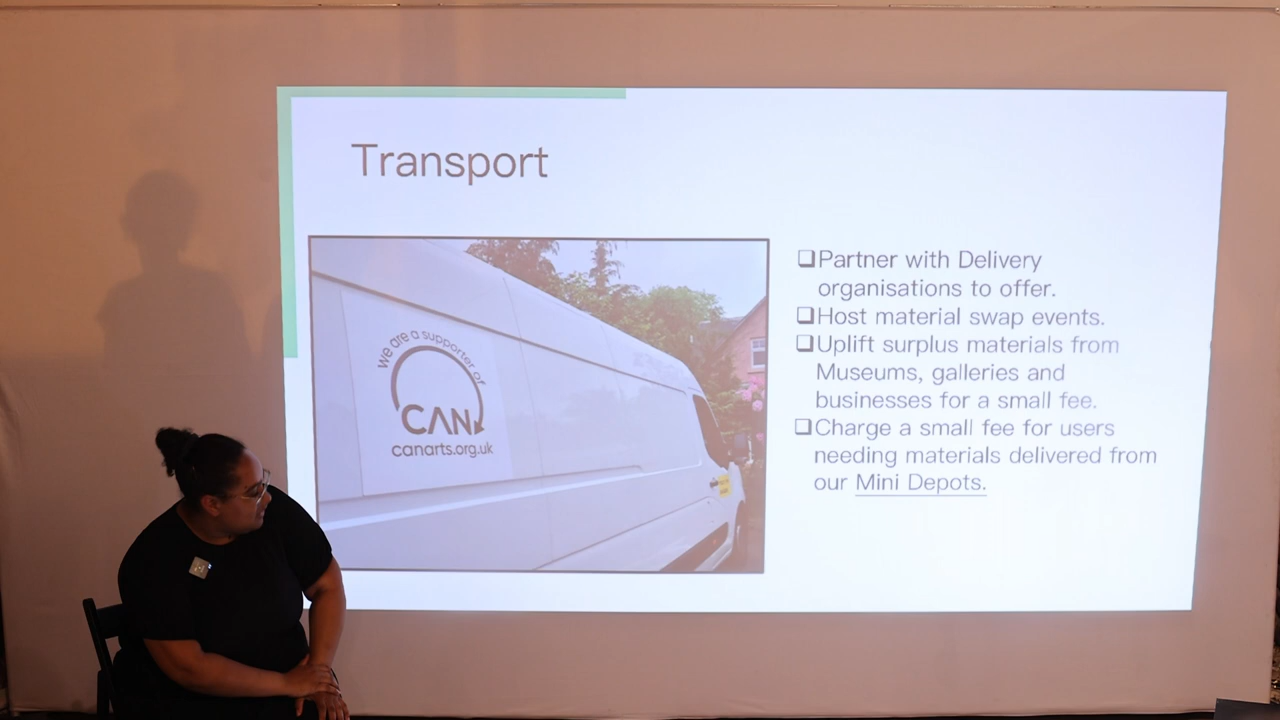 Transport
we are a supporter of
CAN
canarts.org.uk
❑Partner with Delivery
organisations to offer.
❑Host material swap events.
❑Uplift surplus materials from
Museums, galleries and
businesses for a small fee.
❑Charge a small fee for users
needing materials delivered from
our Mini Depots.